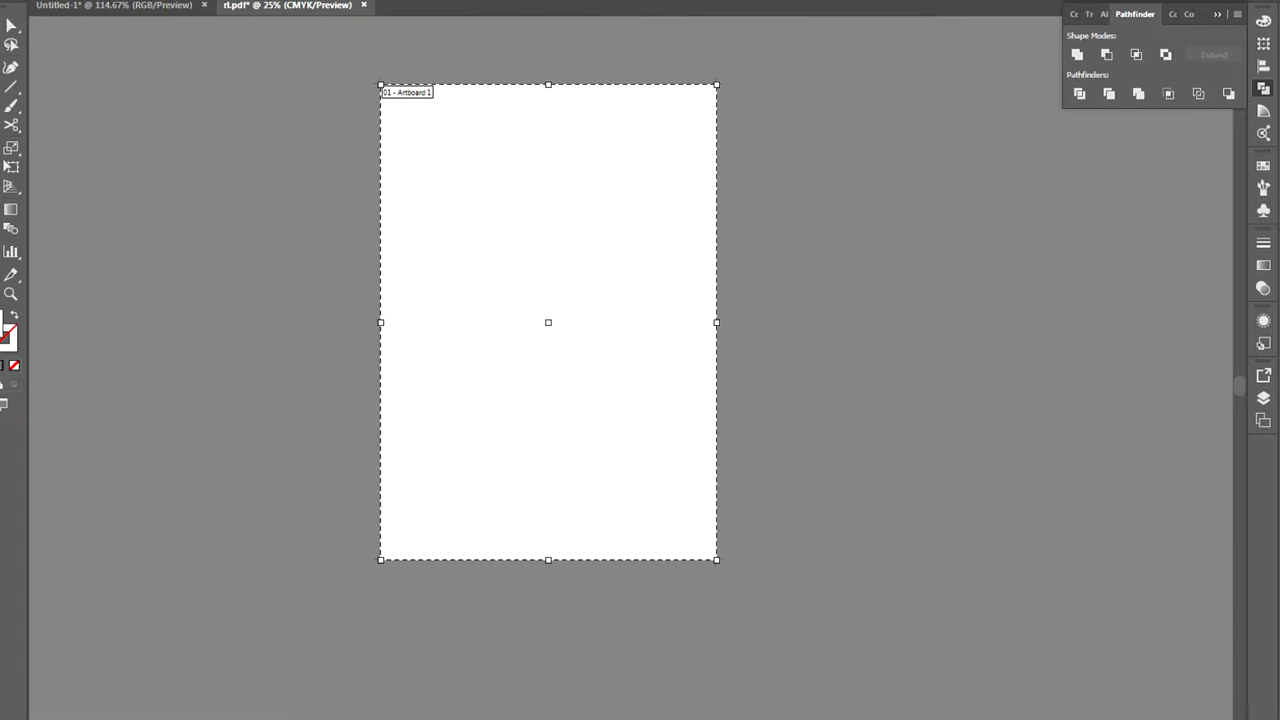 Untitled-1* @ 114.67% (RGB/Preview)
rl.pdf* @ 25% (CMYK/Preview)
Tr
Pathfinder
Shape Modes:
Expand
Pathfinders:
01 - Artboard 1